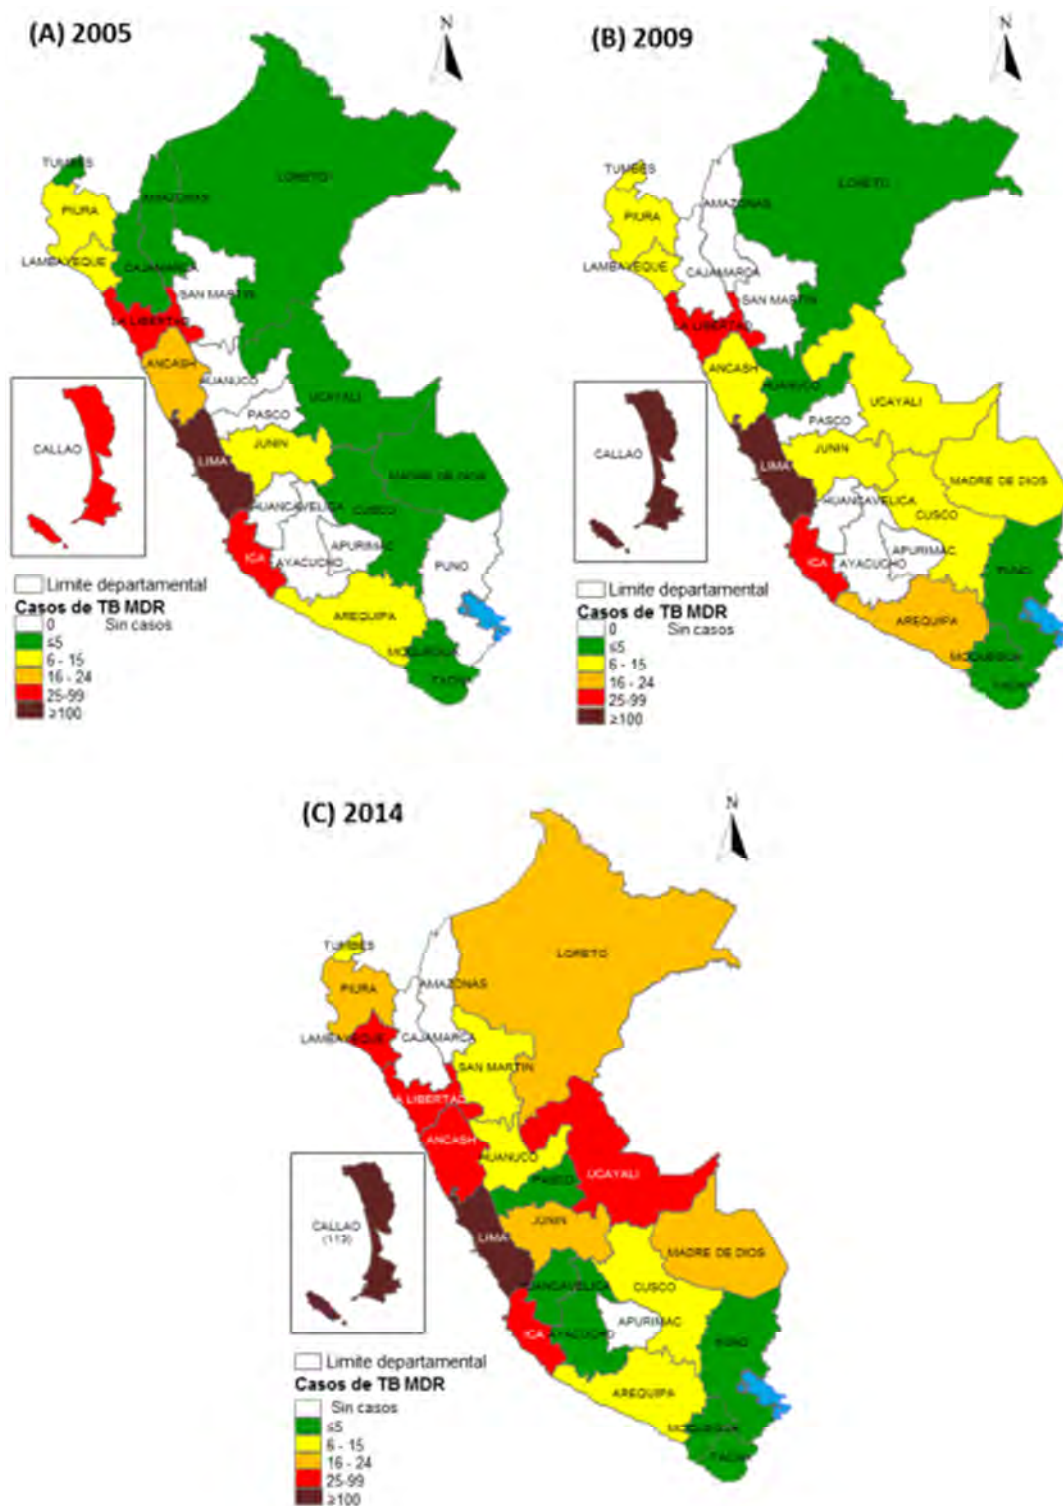 (A) 2005
N
TUMBES
LORETO
AMAZONAS
PIURA
LAMBAYEQUE
CAJAMARCA
SAN MARTIN
LA LIBERTAD
ANCASH
HUANUCO
UCAYALI
PASCO
CALLAO
JUNIN
LIMA
MADRE DE DIOS
HUANCAVELICA
CUSCO
APURIMAC
ICA
AYACUCHO
PUNO
AREQUIPA
MOQUEGUA
TACNA
Limite departamental
Casos de TB MDR
0 Sin casos
≤5
6 - 15
16 - 24
25-99
≥100
(B) 2009
N
TUMBES
LORETO
AMAZONAS
PIURA
LAMBAYEQUE
CAJAMARCA
SAN MARTIN
LA LIBERTAD
ANCASH
HUANUCO
UCAYALI
PASCO
CALLAO
JUNIN
LIMA
MADRE DE DIOS
HUANCAVELICA
CUSCO
APURIMAC
ICA
AYACUCHO
PUNO
AREQUIPA
MOQUEGUA
TACNA
Limite departamental
Casos de TB MDR
0 Sin casos
≤5
6 - 15
16 - 24
25-99
≥100
(C) 2014
N
TUMBES
LORETO
AMAZONAS
PIURA
LAMBAYEQUE
CAJAMARCA
SAN MARTIN
A LIBERTAD
ANCASH
HUANUCO
UCAYALI
PASCO
CALLAO
(113)
JUNIN
LIMA
MADRE DE DIOS
HUANCAVELICA
CUSCO
APURIMAC
ICA
AYACUCHO
PUNO
AREQUIPA
MOQUEGUA
TACNA
Limite departamental
Casos de TB MDR
Sin casos
≤5
6 - 15
16 - 24
25-99
≥100